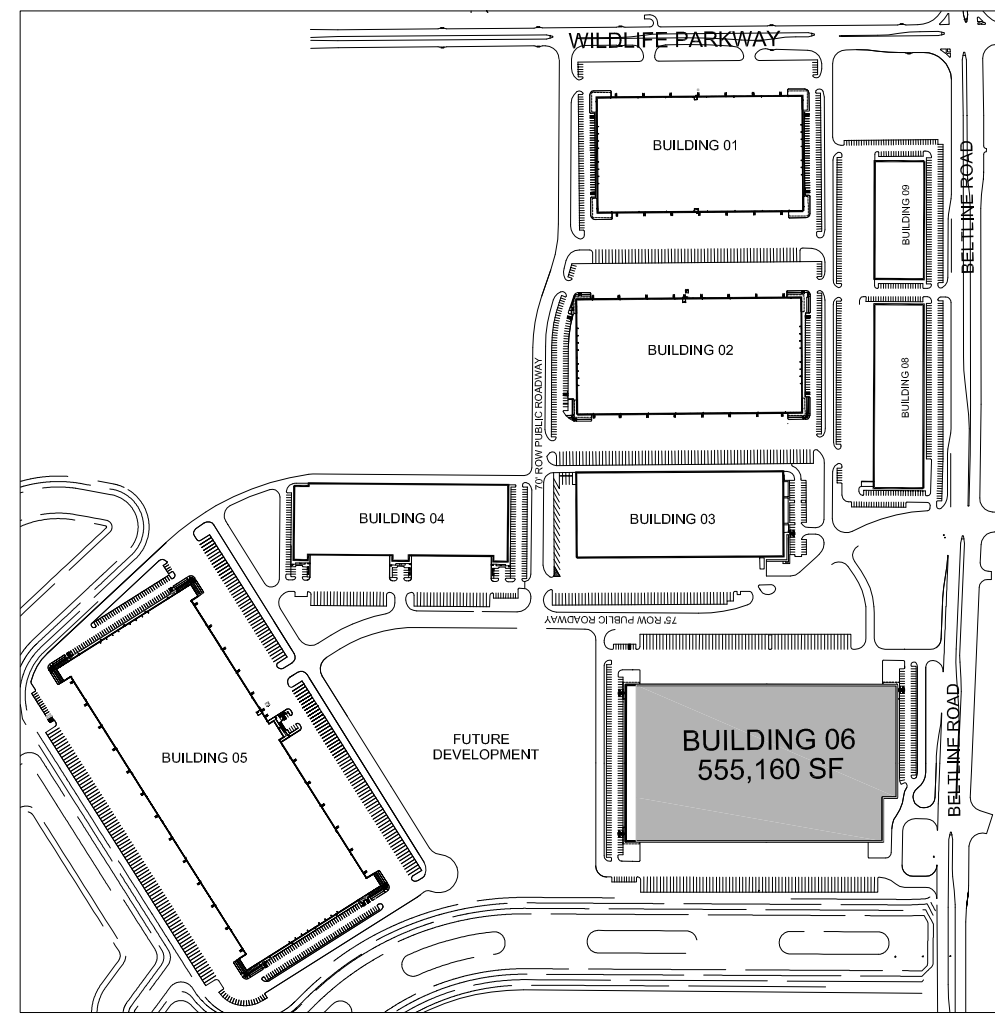 WILDLIFE PARKWAY
BUILDING 01
BUILDING 09
BELTLINE ROAD
BUILDING 02
BUILDING 08
70' ROW PUBLIC ROADWAY
BUILDING 04
BUILDING 03
75' ROW PUBLIC ROADWAY
BUILDING 05
FUTURE
DEVELOPMENT
BUILDING 06
555,160 SF
BELTLINE ROAD